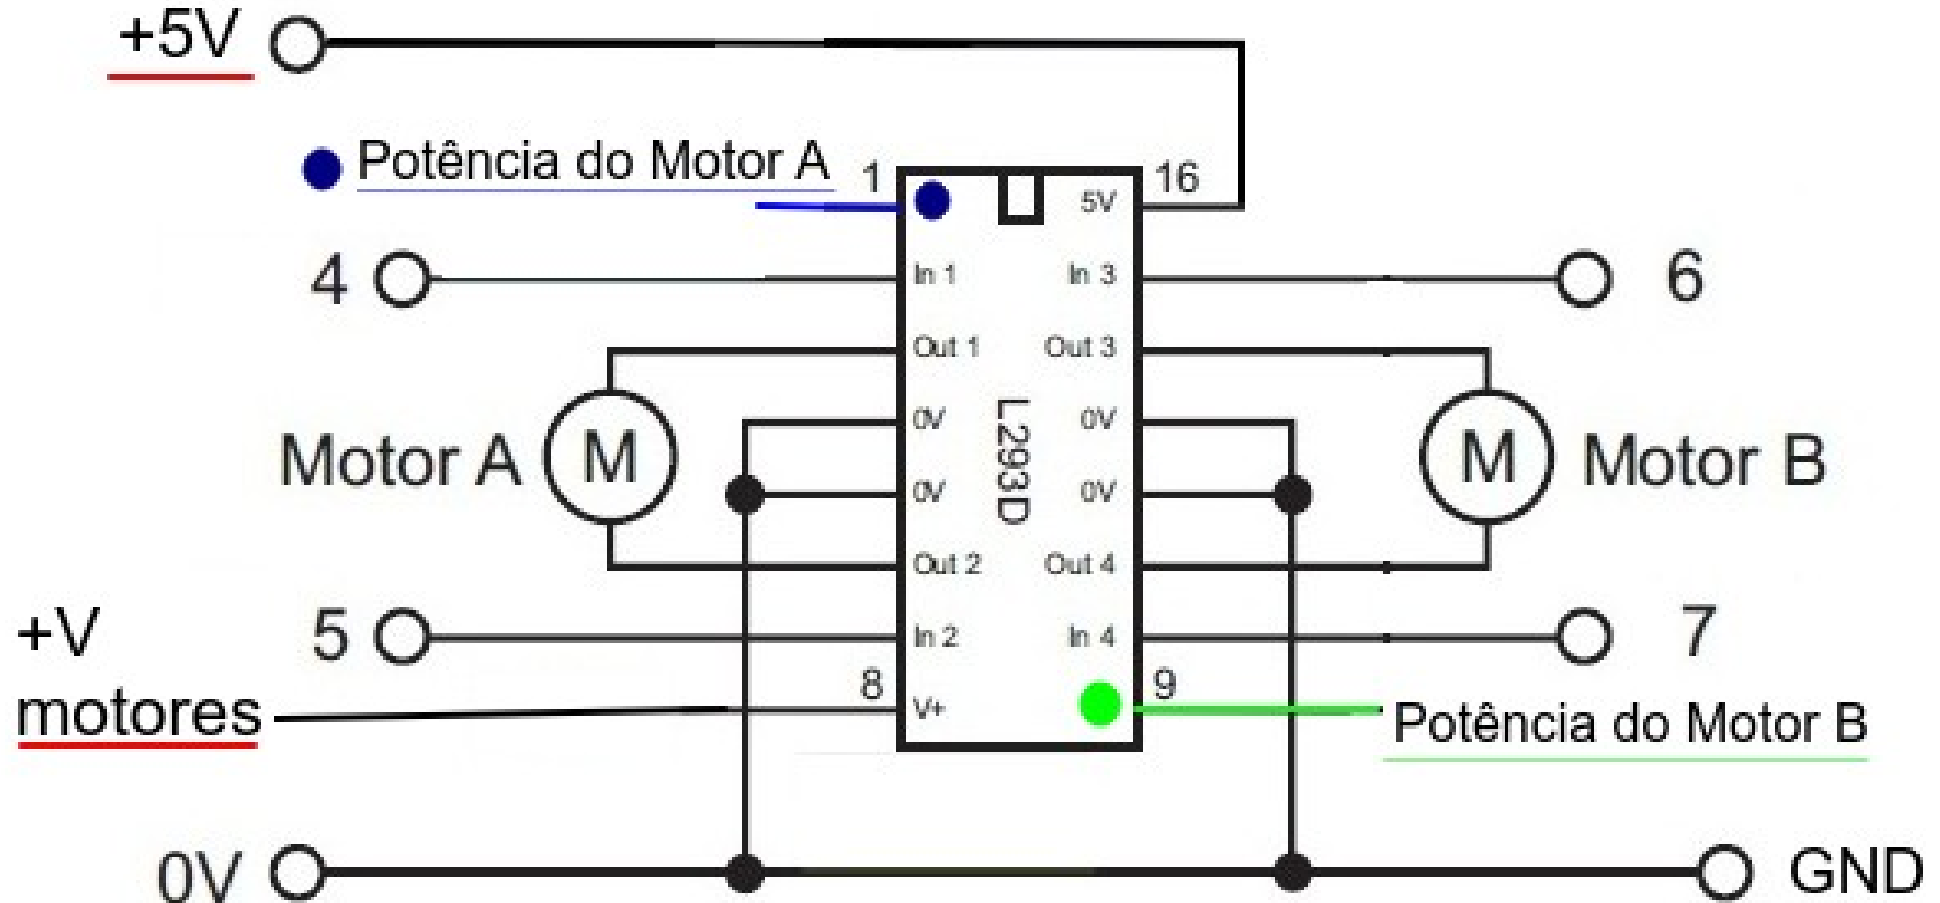 +5V
Potência do Motor A
1
16
5V
4
In 1
In 3
6
Out 1
Out 3
0V
0V
Motor A
M
L293D
M
Motor B
0V
0V
Out 2
Out 4
+V
motores
5
In 2
In 4
7
8
9
V+
Potência do Motor B
0V
GND